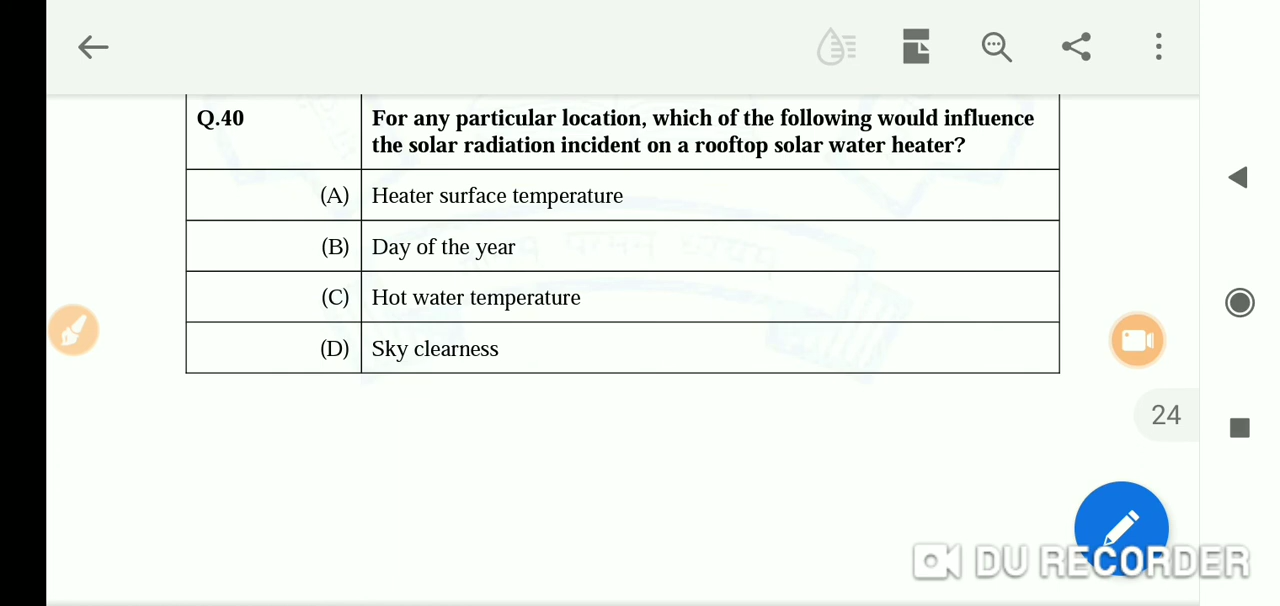 Q.40
For any particular location, which of the following would influence
the solar radiation incident on a rooftop solar water heater?
(A) Heater surface temperature
(B) Day of the year
(C) Hot water temperature
(D) Sky clearness
24
DU RECORDER